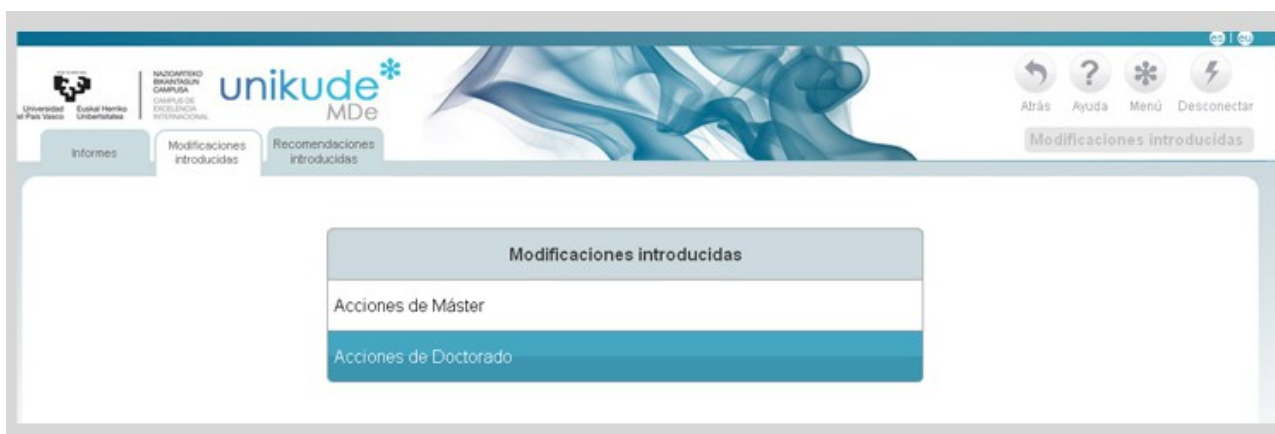 es | eu
Universidad Euskal Herriko
el País Vasco Unibertsitatea
NAZIOARTEKO
BIKAINTASUN
CAMPUSA
CAMPUS DE
EXCELENCIA
INTERNACIONAL
unikude
MDe
Atrás Ayuda Menú Desconectar
Modificaciones introducidas
Informes
Modificaciones
introducidas
Recomendaciones
introducidas
Modificaciones introducidas
Acciones de Máster
Acciones de Doctorado